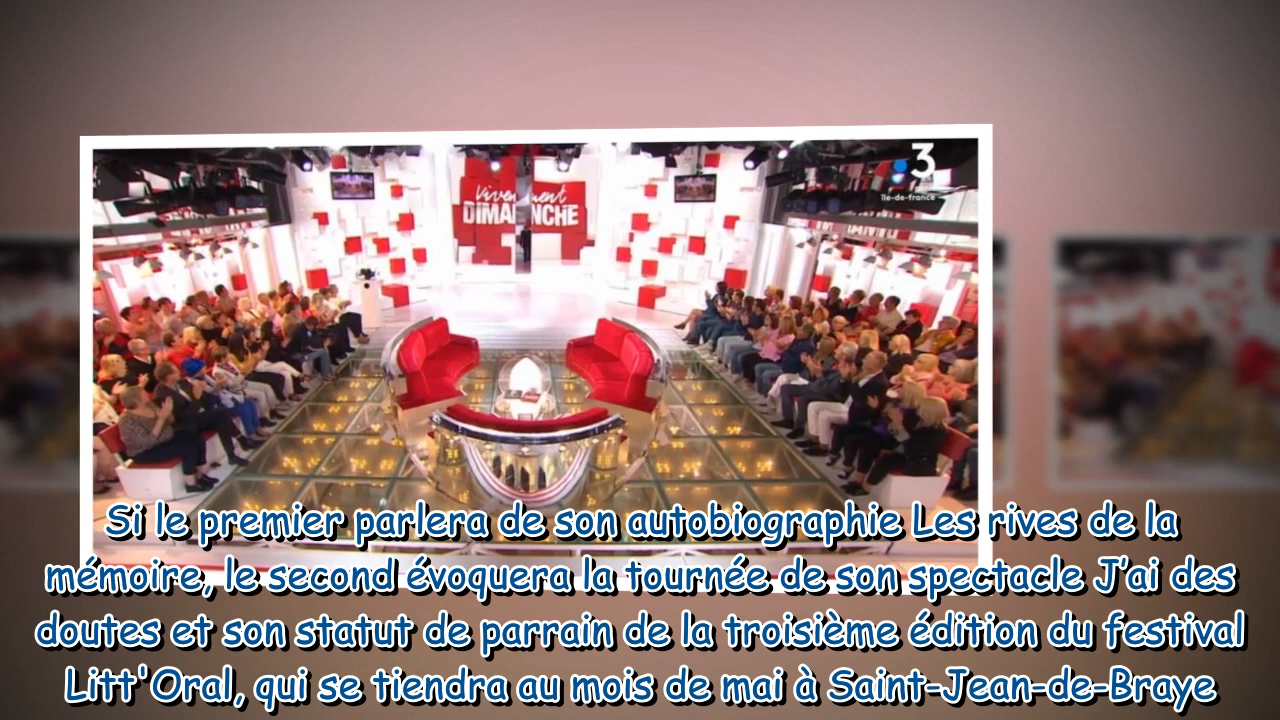 3
île-de-france
Vivement
DIMANCHE
Si le premier parlera de son autobiographie Les rives de la
mémoire, le second évoquera la tournée de son spectacle J’ai des
doutes et son statut de parrain de la troisième édition du festival
Litt'Oral, qui se tiendra au mois de mai à Saint-Jean-de-Braye